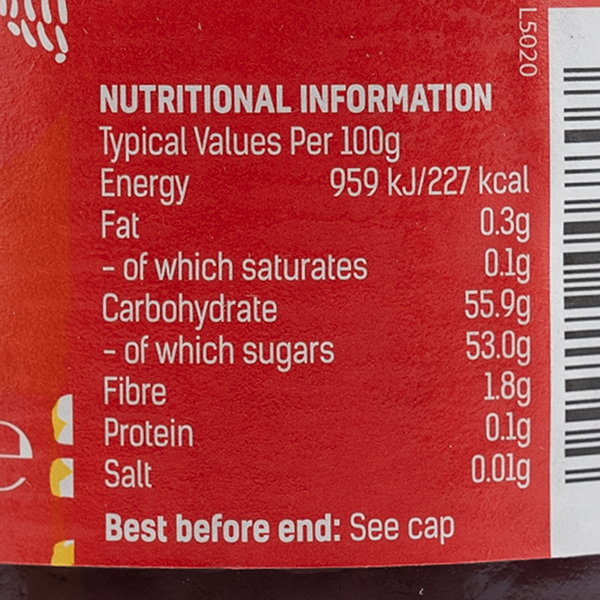 L5020
NUTRITIONAL INFORMATION
Typical Values Per 100g
Energy 959 kJ/227 kcal
Fat 0.3g
- of which saturates 0.1g
Carbohydrate 55.9g
- of which sugars 53.0g
Fibre 1.8g
Protein 0.1g
Salt 0.01g
Best before end: See cap
e